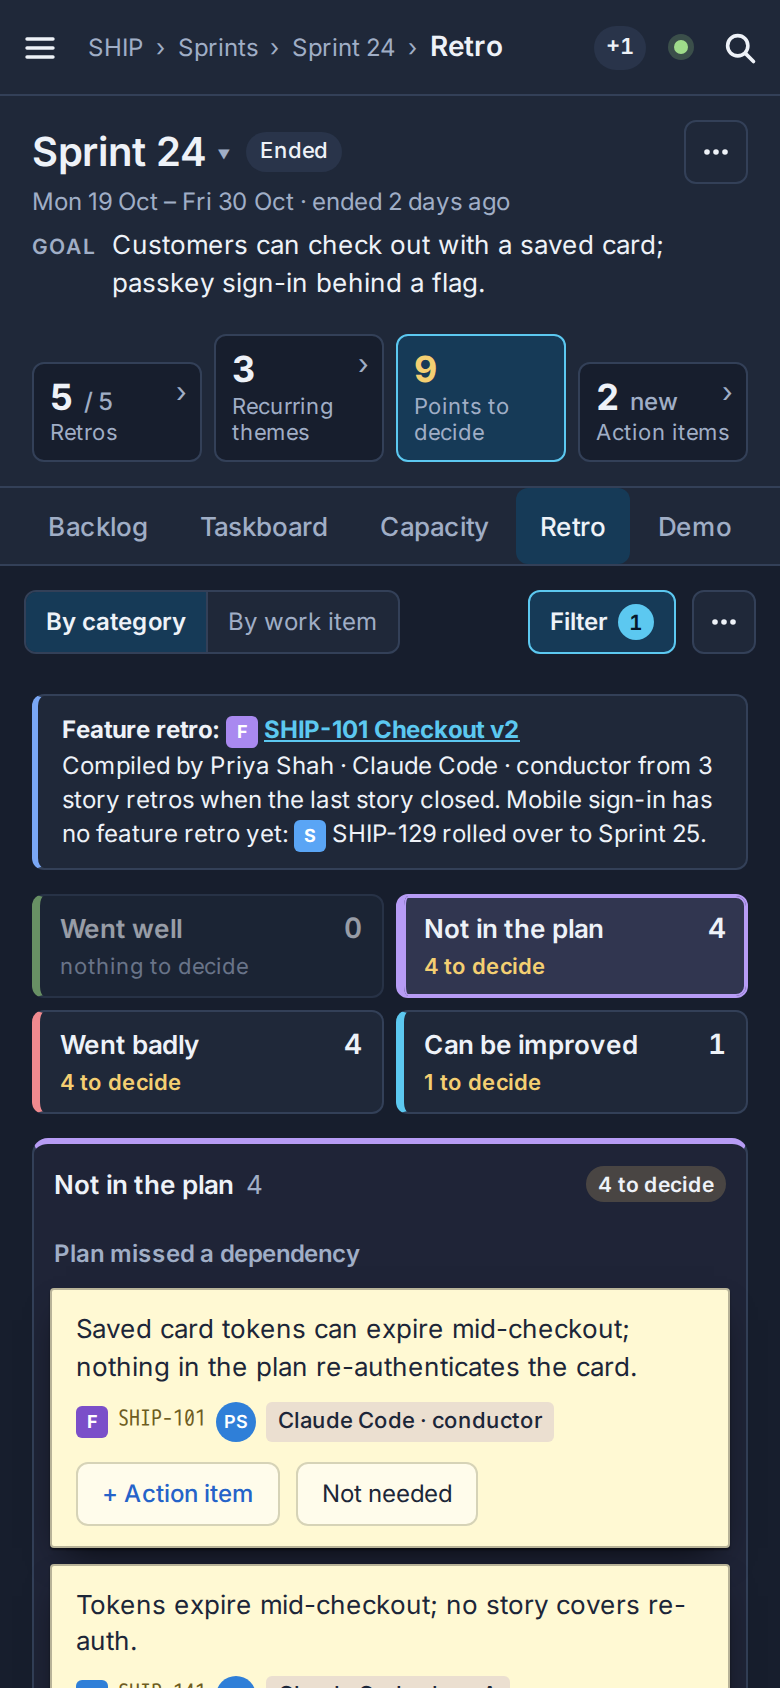 SHIP › Sprints › Sprint 24 › Retro +1
Sprint 24 ▾ Ended
Mon 19 Oct – Fri 30 Oct · ended 2 days ago
GOAL Customers can check out with a saved card;
passkey sign-in behind a flag.
5 / 5 ›
Retros
3 ›
Recurring
themes
9
Points to
decide
2 new ›
Action items
Backlog Taskboard Capacity Retro Demo
By category By work item Filter 1
Feature retro: F SHIP-101 Checkout v2
Compiled by Priya Shah · Claude Code · conductor from 3
story retros when the last story closed. Mobile sign-in has
no feature retro yet: S SHIP-129 rolled over to Sprint 25.
Went well 0
nothing to decide
Not in the plan 4
4 to decide
Went badly 4
4 to decide
Can be improved 1
1 to decide
Not in the plan 4 4 to decide
Plan missed a dependency
Saved card tokens can expire mid-checkout;
nothing in the plan re-authenticates the card.
F SHIP-101 PS Claude Code · conductor
+ Action item Not needed
Tokens expire mid-checkout; no story covers re-
auth.